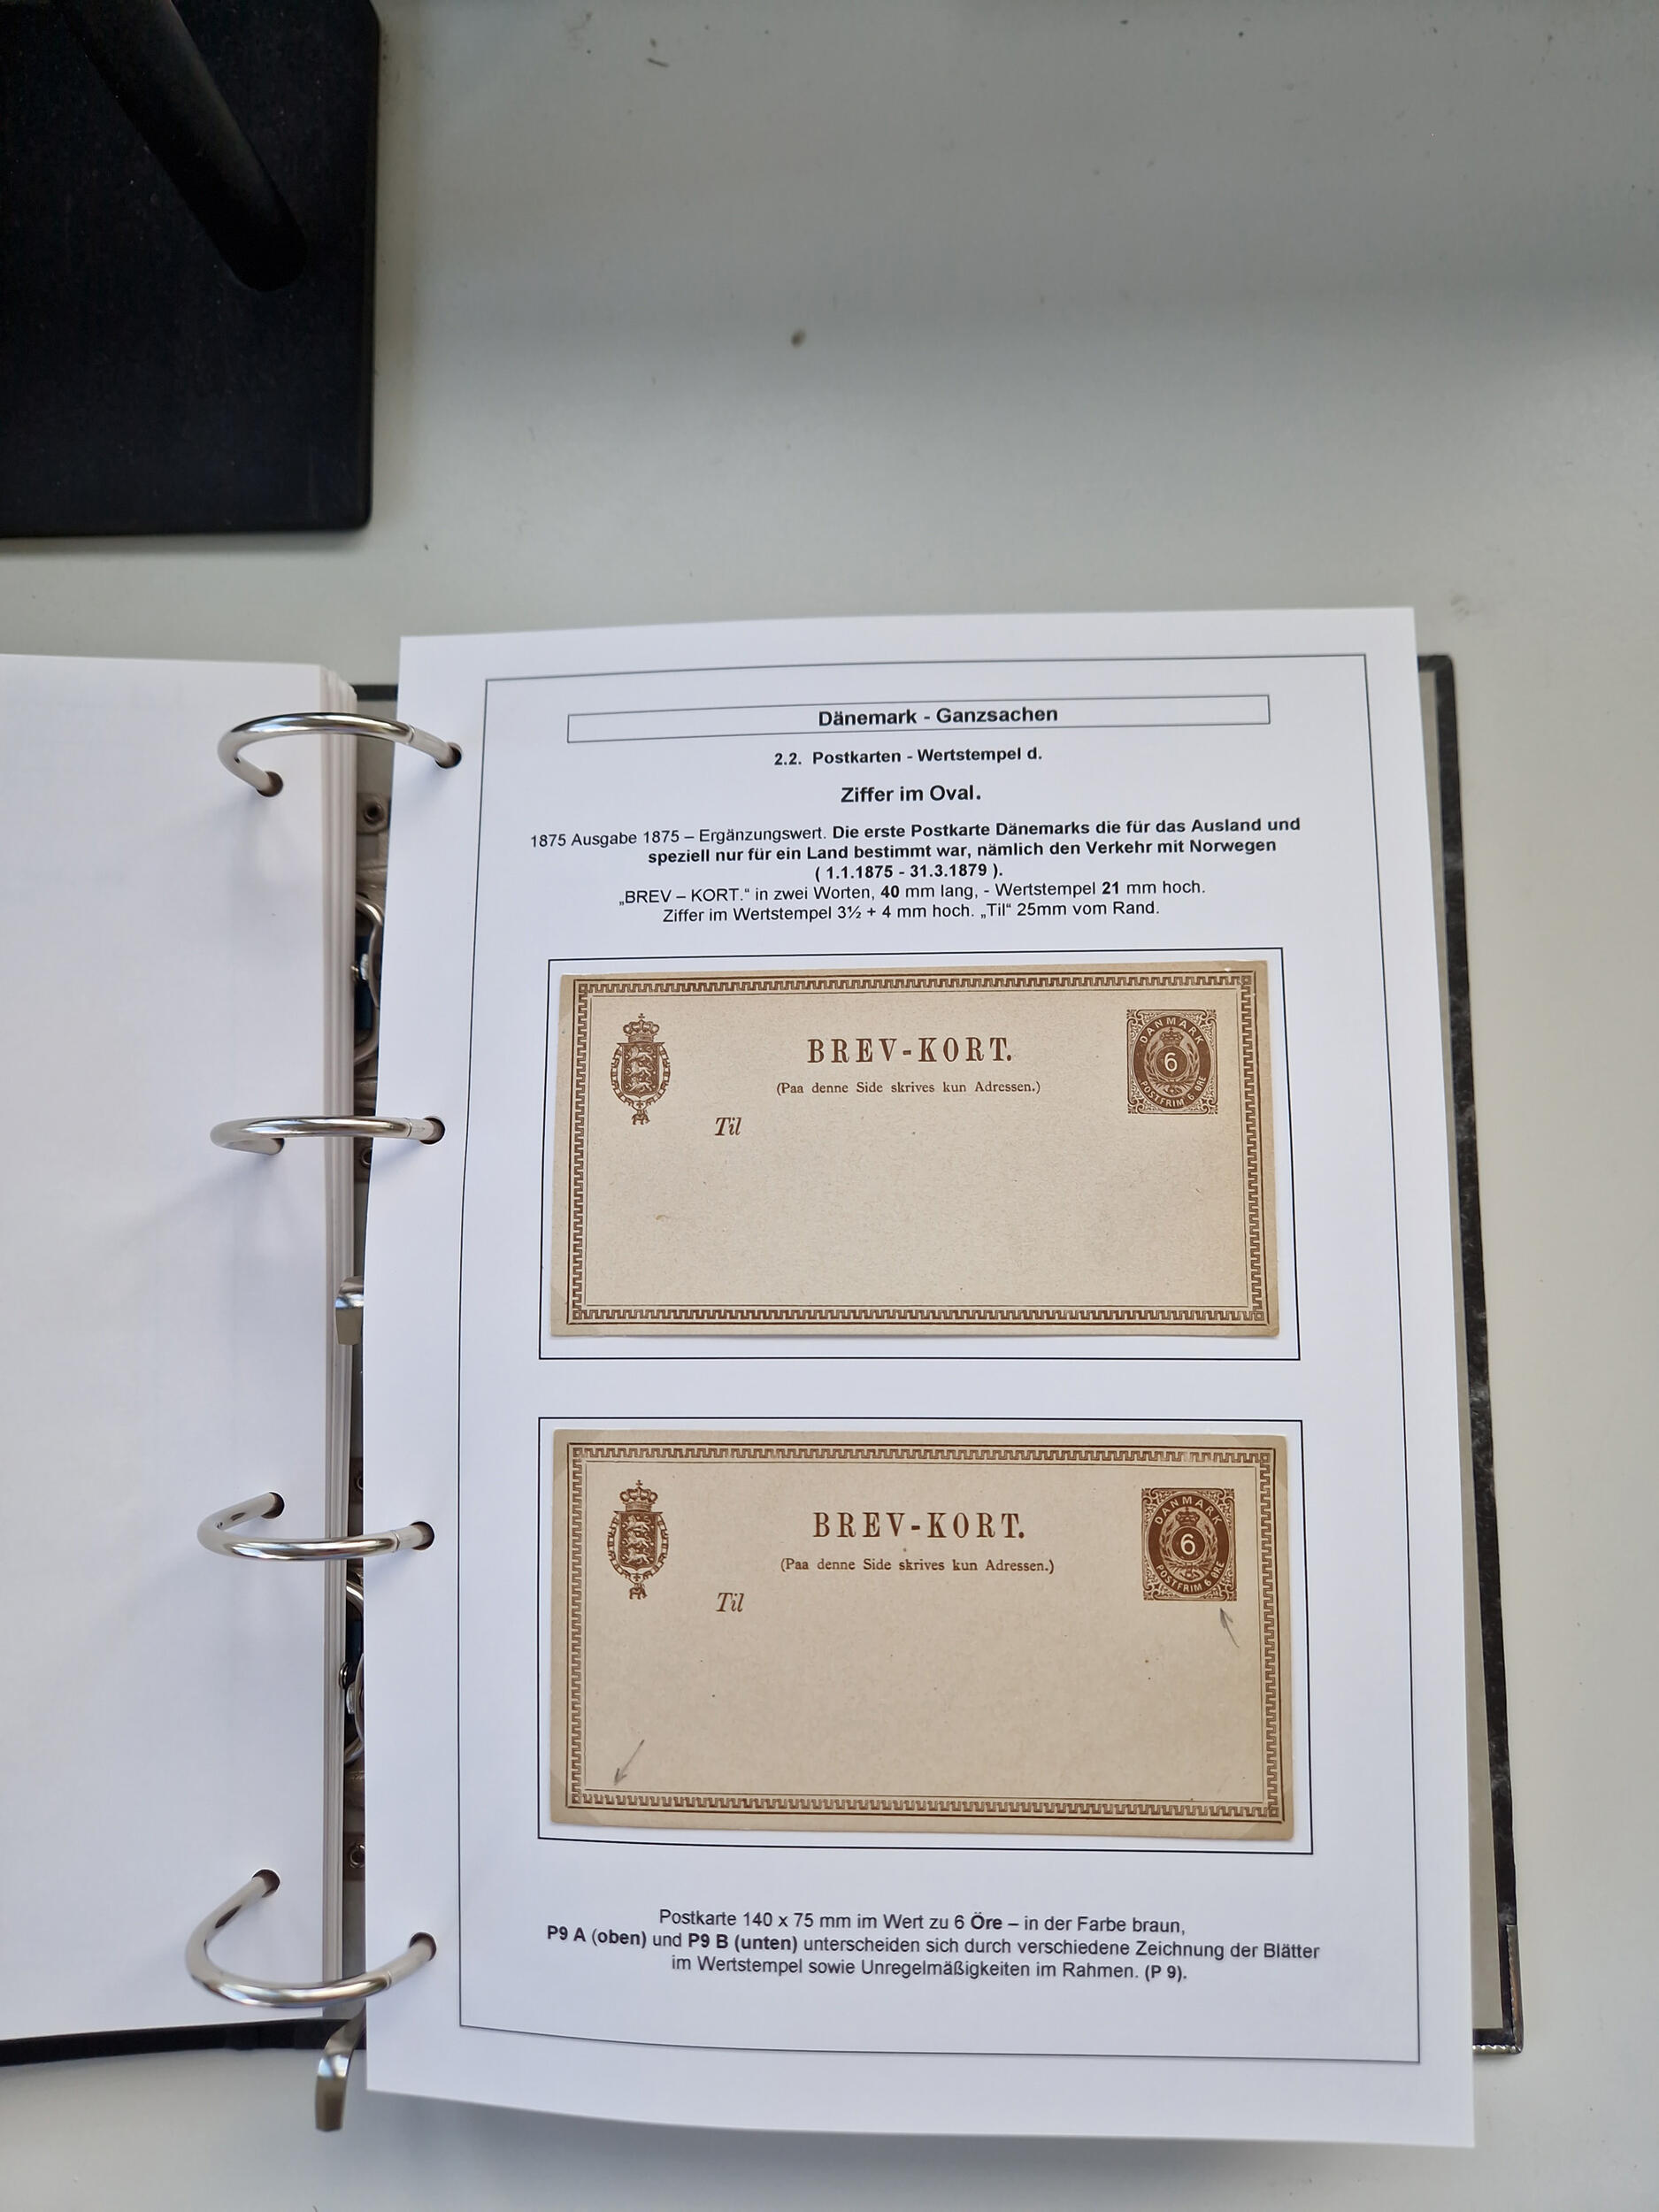 Dänemark - Ganzsachen
2.2. Postkarten - Wertstempel d.
Ziffer im Oval.
1875 Ausgabe 1875 – Ergänzungswert. Die erste Postkarte Dänemarks die für das Ausland und
speziell nur für ein Land bestimmt war, nämlich den Verkehr mit Norwegen
( 1.1.1875 - 31.3.1879 ).
„BREV – KORT.“ in zwei Worten, 40 mm lang, - Wertstempel 21 mm hoch.
Ziffer im Wertstempel 3½ + 4 mm hoch. „Til“ 25mm vom Rand.
DANMARK
6
POSTFRIM 6 ØRE
BREV-KORT.
(Paa denne Side skrives kun Adressen.)
Til
DANMARK
6
POSTFRIM 6 ØRE
BREV-KORT.
(Paa denne Side skrives kun Adressen.)
Til
Postkarte 140 x 75 mm im Wert zu 6 Öre – in der Farbe braun,
P9 A (oben) und P9 B (unten) unterscheiden sich durch verschiedene Zeichnung der Blätter
im Wertstempel sowie Unregelmäßigkeiten im Rahmen. (P 9).